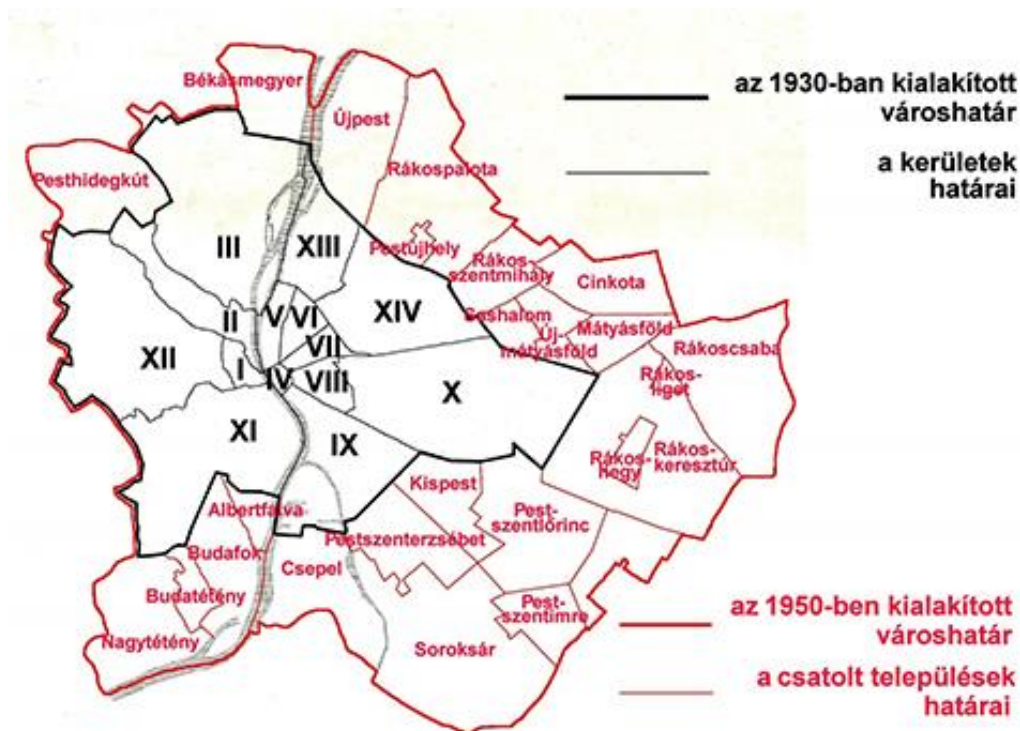 Békásmegyer
az 1930-ban kialakított
városhatár
Újpest
Pesthidegkút
Rákospalota
a kerületek
határai
III
XIII
Pestújhely
Rákos-
szentmihály
Cinkota
II
V
VI
XIV
Sashalom
Mátyásföld
Új-
mátyásföld
XII
VII
Rákoscsaba
I
IV
VIII
X
Rákos-
liget
XI
IX
Rákos-
hegy
Rákos-
keresztúr
Kispest
Albertfalva
Pest-
szentlőrinc
Pestszenterzsébet
Budafok
Csepel
Budatétény
Pest-
szentimre
az 1950-ben kialakított
városhatár
Nagytétény
Soroksár
a csatolt települések
határai